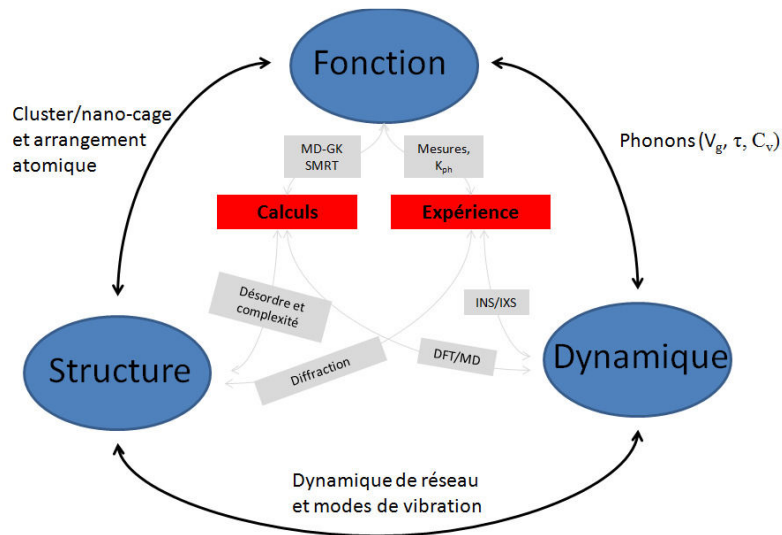 Fonction
Cluster/nano-cage
et arrangement
atomique
Phonons (Vg, τ, Cv)
MD-GK
SMRT
Mesures,
Kph
Calculs
Expérience
Désordre et
complexité
INS/IXS
Structure
Diffraction
DFT/MD
Dynamique
Dynamique de réseau
et modes de vibration